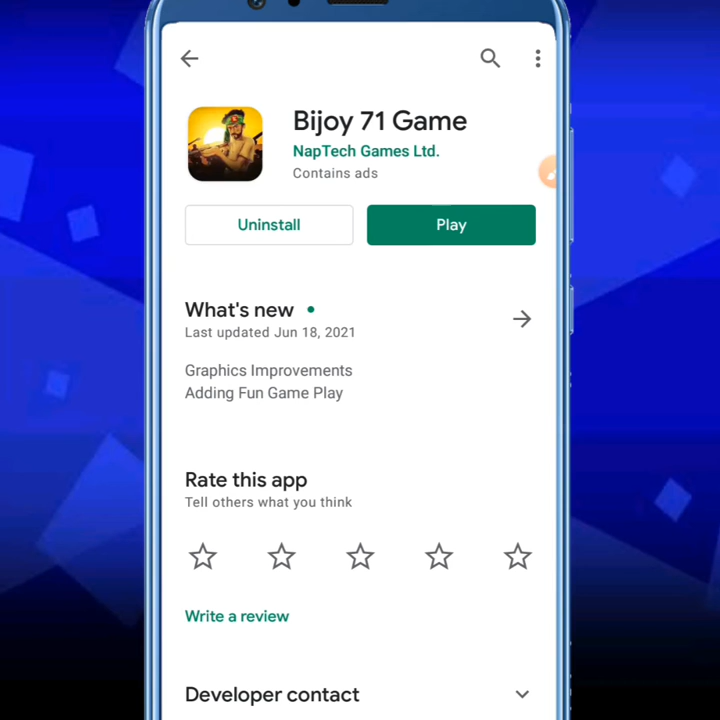 Bijoy 71 Game
NapTech Games Ltd.
Contains ads
Uninstall
Play
What's new
Last updated Jun 18, 2021
Graphics Improvements
Adding Fun Game Play
Rate this app
Tell others what you think
Write a review
Developer contact